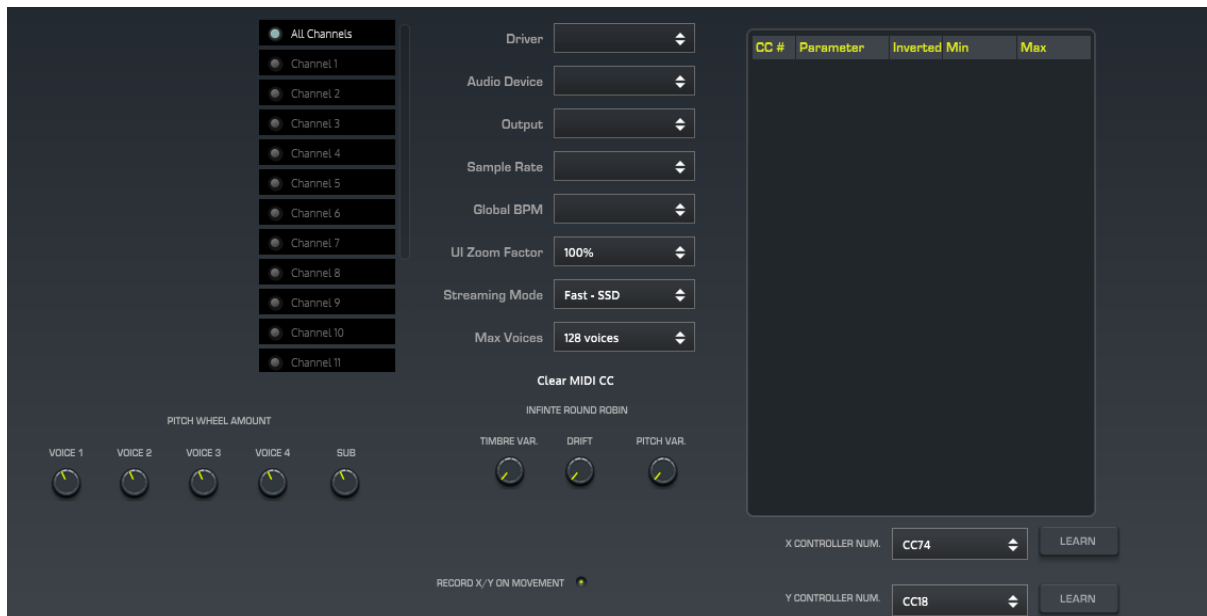 All Channels
Channel 1
Channel 2
Channel 3
Channel 4
Channel 5
Channel 6
Channel 7
Channel 8
Channel 9
Channel 10
Channel 11
Driver
Audio Device
Output
Sample Rate
Global BPM
UI Zoom Factor 100%
Streaming Mode Fast - SSD
Max Voices 128 voices
Clear MIDI CC
CC # Parameter Inverted Min Max
PITCH WHEEL AMOUNT
VOICE 1 VOICE 2 VOICE 3 VOICE 4 SUB
INFINTE ROUND ROBIN
TIMBRE VAR. DRIFT PITCH VAR.
RECORD X/Y ON MOVEMENT
X CONTROLLER NUM. CC74 LEARN
Y CONTROLLER NUM. CC18 LEARN